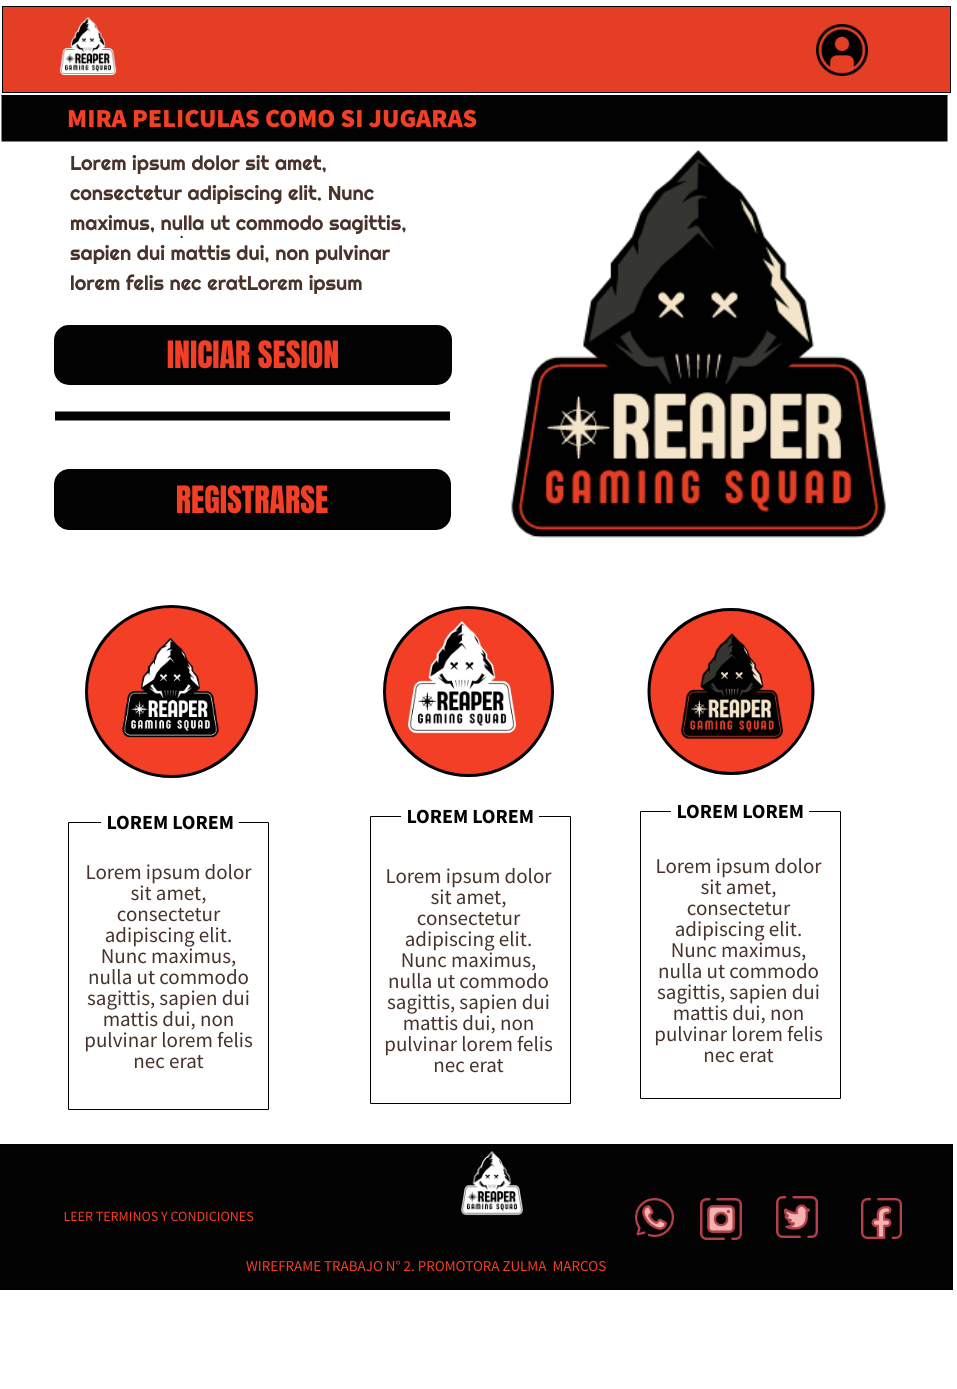 REAPER
GAMING SQUAD
MIRA PELICULAS COMO SI JUGARAS
Lorem ipsum dolor sit amet,
consectetur adipiscing elit. Nunc
maximus, nulla ut commodo sagittis,
sapien dui mattis dui, non pulvinar
lorem felis nec eratLorem ipsum
INICIAR SESION
REGISTRARSE
REAPER
GAMING SQUAD
REAPER
GAMING SQUAD
REAPER
GAMING SQUAD
REAPER
GAMING SQUAD
LOREM LOREM
Lorem ipsum dolor
sit amet,
consectetur
adipiscing elit.
Nunc maximus,
nulla ut commodo
sagittis, sapien dui
mattis dui, non
pulvinar lorem felis
nec erat
LOREM LOREM
Lorem ipsum dolor
sit amet,
consectetur
adipiscing elit.
Nunc maximus,
nulla ut commodo
sagittis, sapien dui
mattis dui, non
pulvinar lorem felis
nec erat
LOREM LOREM
Lorem ipsum dolor
sit amet,
consectetur
adipiscing elit.
Nunc maximus,
nulla ut commodo
sagittis, sapien dui
mattis dui, non
pulvinar lorem felis
nec erat
REAPER
GAMING SQUAD
LEER TERMINOS Y CONDICIONES
WIREFRAME TRABAJO N° 2. PROMOTORA ZULMA  MARCOS